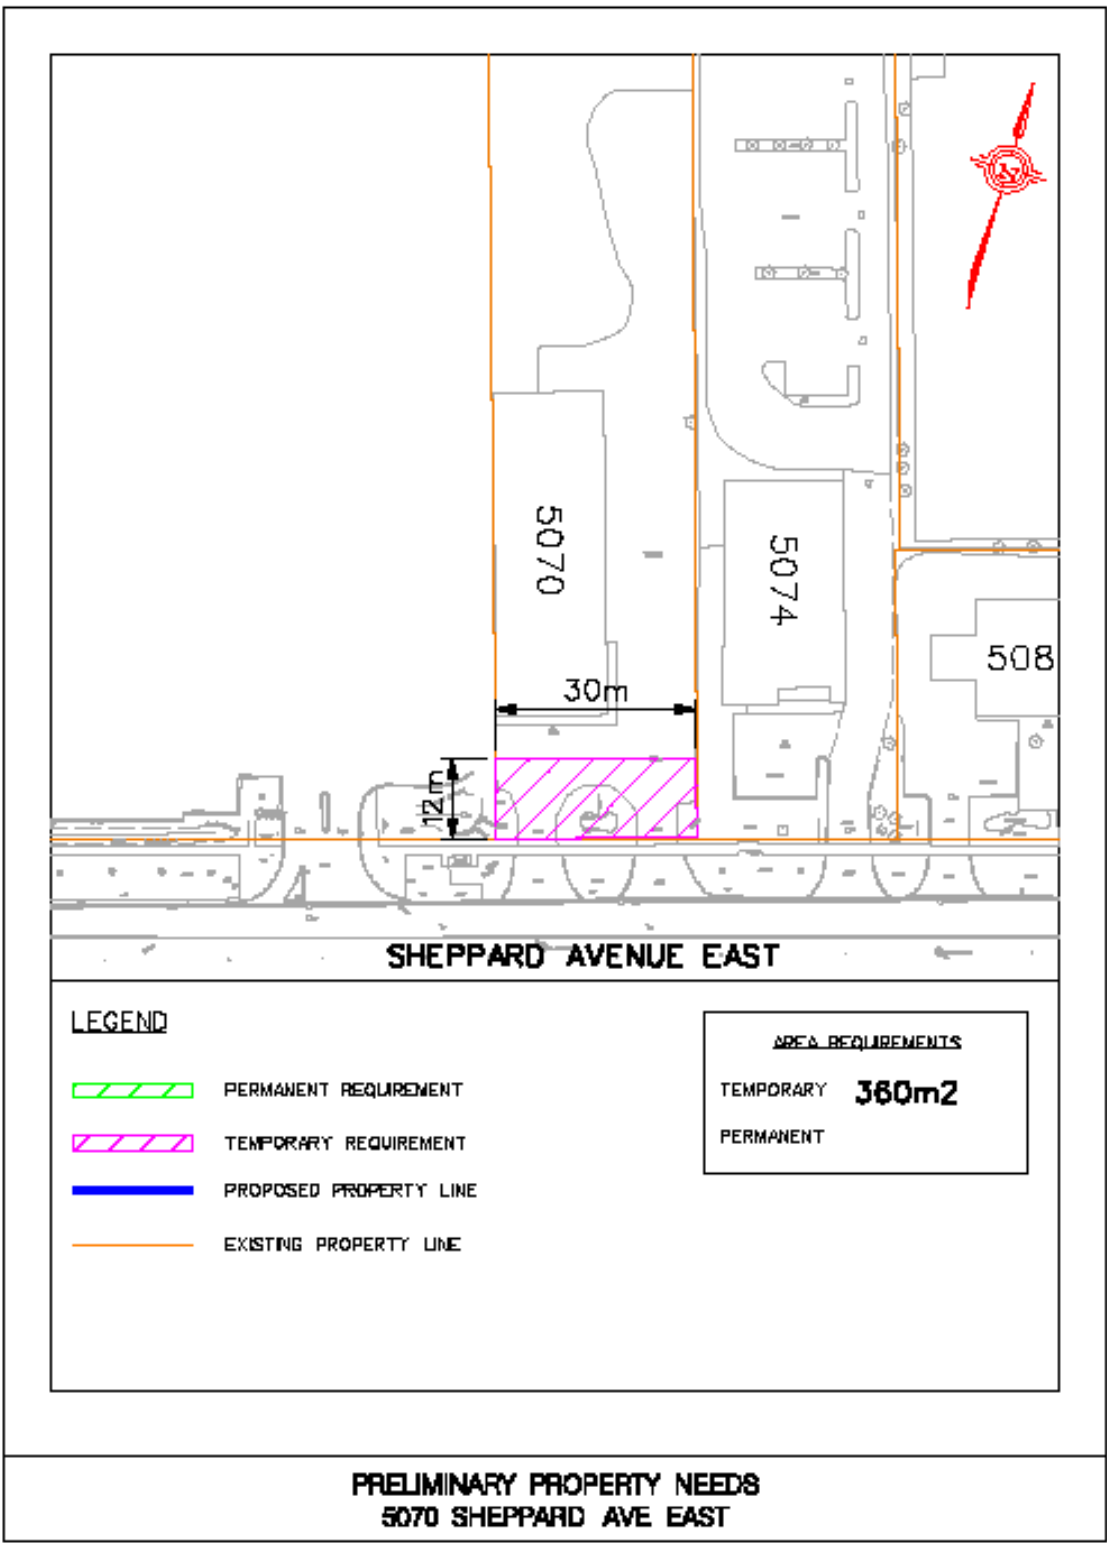 5070
5074
508
30m
12m
N
SHEPPARD AVENUE EAST
LEGEND
PERMANENT REQUIREMENT
TEMPORARY REQUIREMENT
PROPOSED PROPERTY LINE
EXISTING PROPERTY LINE
AREA REQUIREMENTS
TEMPORARY 360m2
PERMANENT
PRELIMINARY PROPERTY NEEDS
5070 SHEPPARD AVE EAST